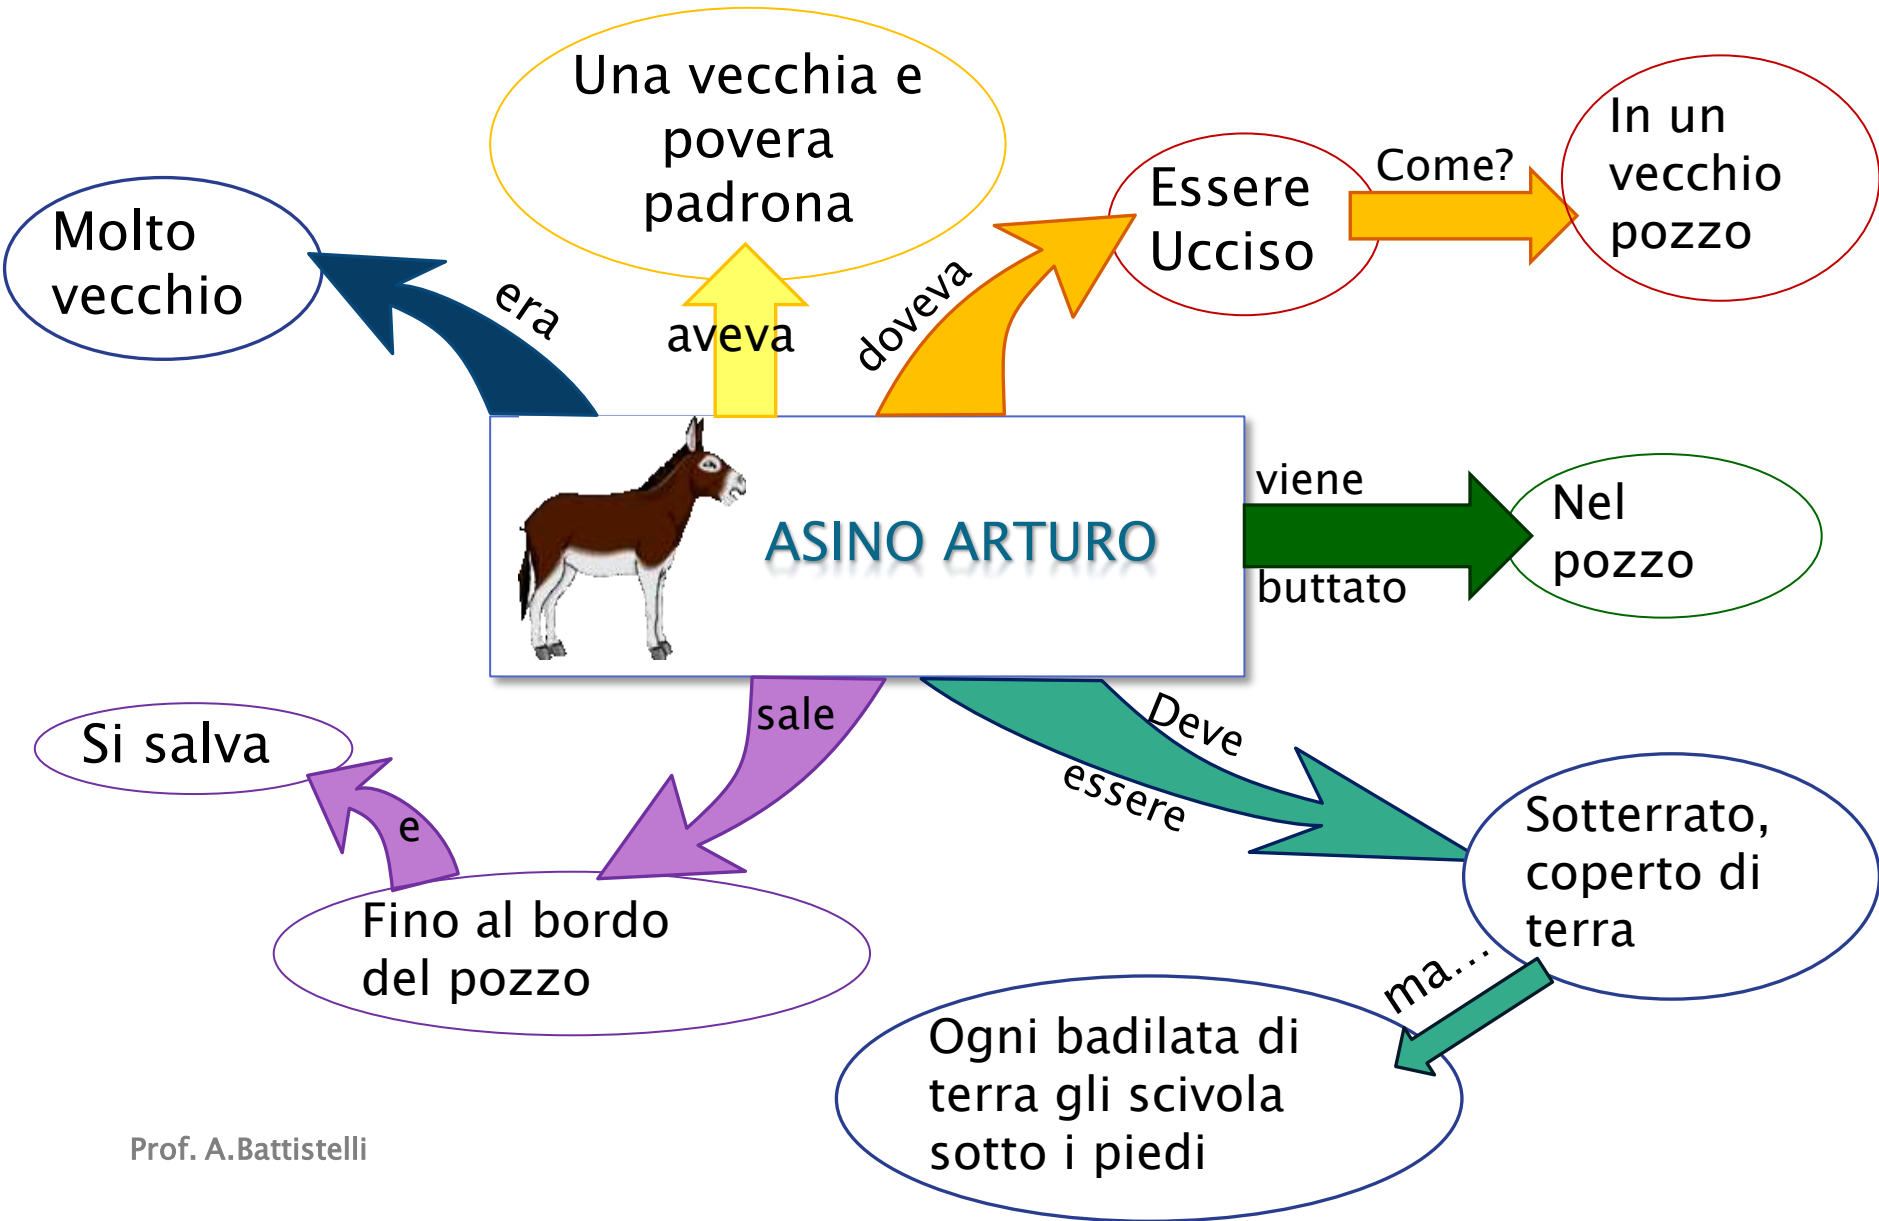 Molto
vecchio
era
Una vecchia e
povera
padrona
aveva
doveva
Essere
Ucciso
Come?
In un
vecchio
pozzo
ASINO ARTURO
viene
buttato
Nel
pozzo
Deve
essere
Sotterrato,
coperto di
terra
ma...
Ogni badilata di
terra gli scivola
sotto i piedi
sale
Fino al bordo
del pozzo
e
Si salva
Prof. A.Battistelli